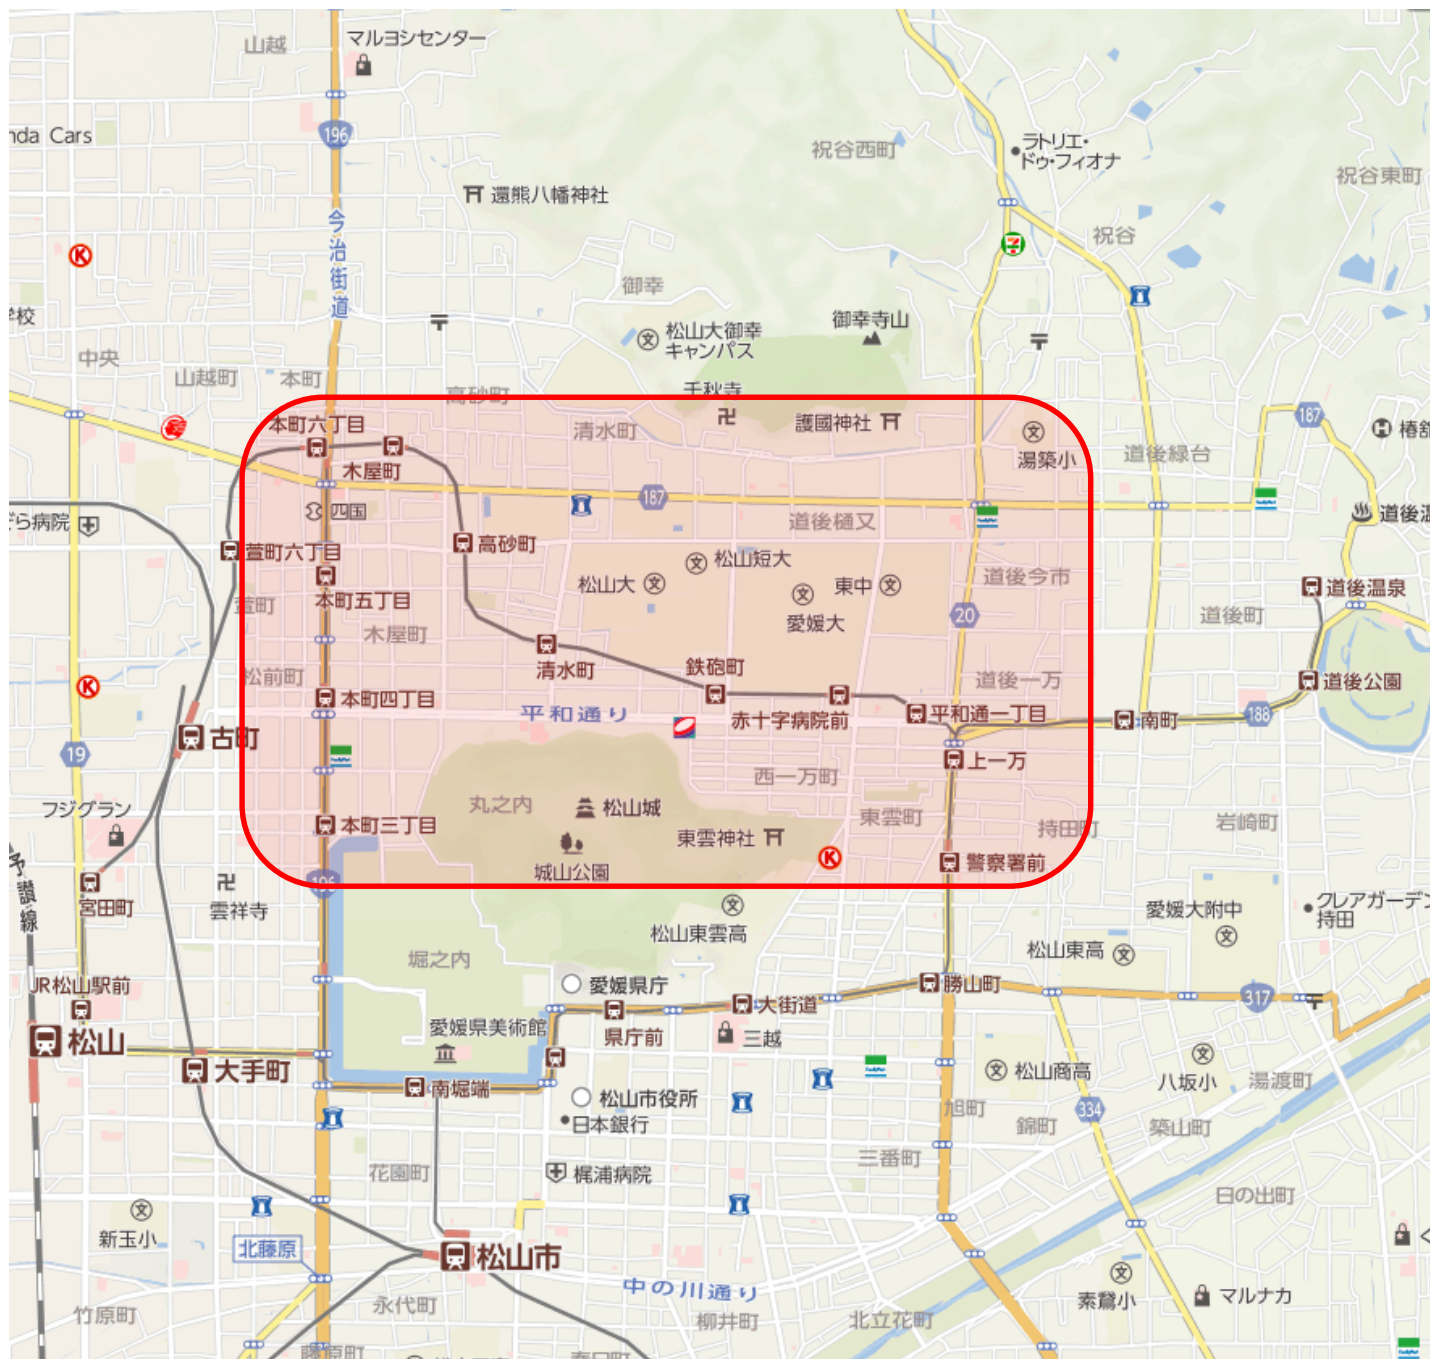 山越
マルヨシセンター
nda Cars
196
祝谷西町
ラトリエ・
ドゥ・フィオナ
祝谷東町
還熊八幡神社
今治街道
祝谷
K
7
御幸
学校
松山大御幸
キャンパス
御幸寺山
中央
山越町
本町
高砂町
千秋寺
187
本町六丁目
清水町
護國神社
湯築小
道後緑台
椿舘
木屋町
187
四国
道後樋又
ぞら病院
道後温
高砂町
松山短大
萱町六丁目
松山大
東中
道後今市
本町五丁目
愛媛大
20
道後温泉
萱町
道後町
木屋町
清水町
鉄砲町
松前町
道後一万
道後公園
K
本町四丁目
平和通り
赤十字病院前
平和通一丁目
南町
188
古町
19
上一万
西一万町
フジグラン
丸之内
松山城
東雲町
本町三丁目
東雲神社
持田町
岩崎町
予讃線
城山公園
K
警察署前
宮田町
196
雲祥寺
愛媛大附中
クレアガーデン
持田
松山東雲高
松山東高
堀之内
JR松山駅前
愛媛県庁
勝山町
317
愛媛県美術館
県庁前
大街道
三越
松山
大手町
南堀端
松山市役所
日本銀行
松山商高
八坂小
湯渡町
旭町
錦町
334
築山町
花園町
梶浦病院
三番町
日の出町
新玉小
北藤原
松山市
中の川通り
素鵞小
マルナカ
竹原町
永代町
柳井町
北立花町
藤原町